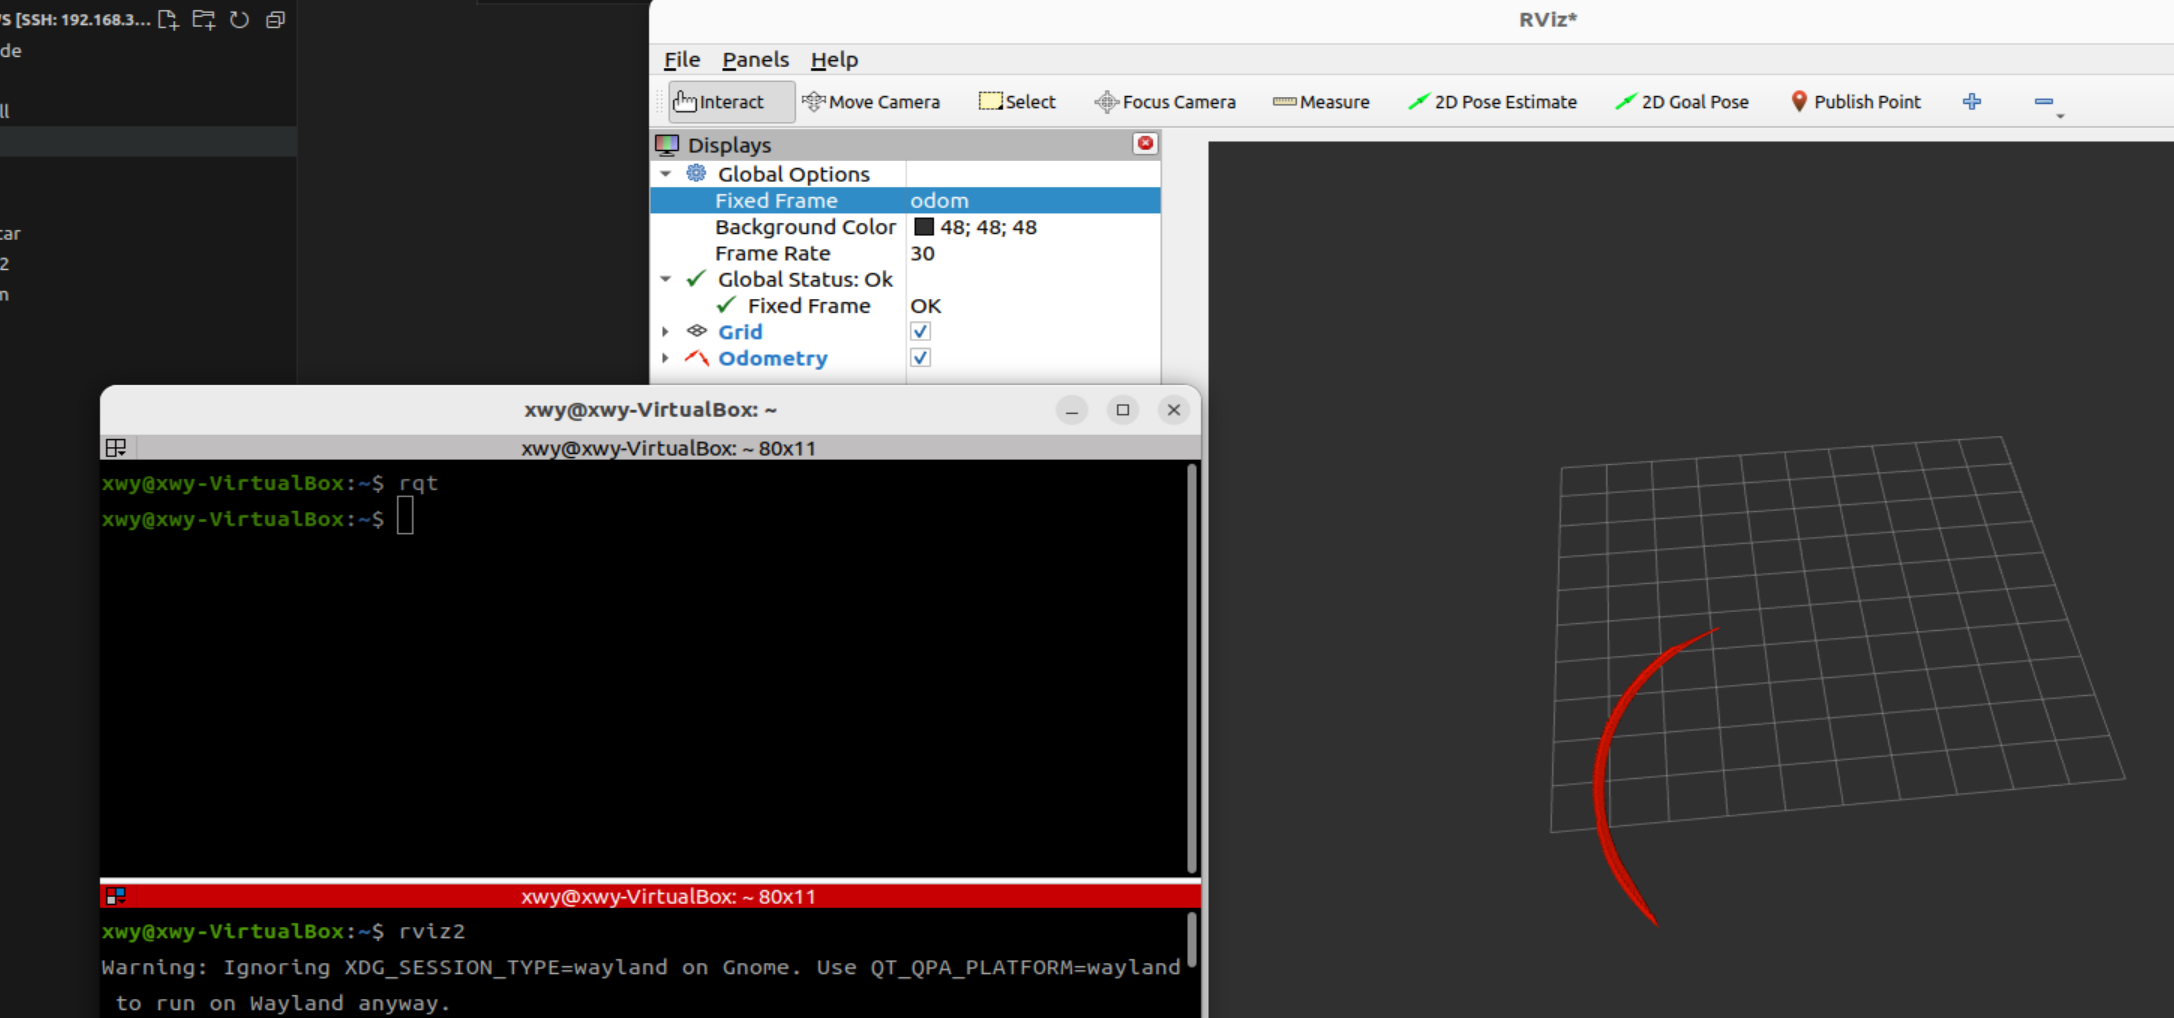 S [SSH: 192.168.3...
de
ll
car
2
n
RViz*
File Panels Help
Interact Move Camera Select Focus Camera Measure 2D Pose Estimate 2D Goal Pose Publish Point
Displays
Global Options
Fixed Frame odom
Background Color 48; 48; 48
Frame Rate 30
Global Status: Ok
Fixed Frame OK
Grid
Odometry
xwy@xwy-VirtualBox: ~
xwy@xwy-VirtualBox: ~ 80x11
xwy@xwy-VirtualBox:~$ rqt
xwy@xwy-VirtualBox:~$
xwy@xwy-VirtualBox: ~ 80x11
xwy@xwy-VirtualBox:~$ rviz2
Warning: Ignoring XDG_SESSION_TYPE=wayland on Gnome. Use QT_QPA_PLATFORM=wayland
to run on Wayland anyway.